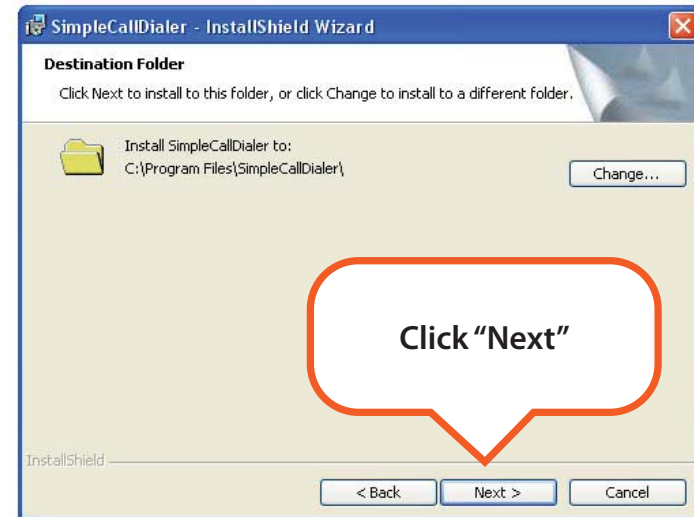 SimpleCallDialer - InstallShield Wizard
Destination Folder
Click Next to install to this folder, or click Change to install to a different folder.
Install SimpleCallDialer to:
C:\Program Files\SimpleCallDialer\
Change...
Click “Next”
InstallShield
< Back Next > Cancel